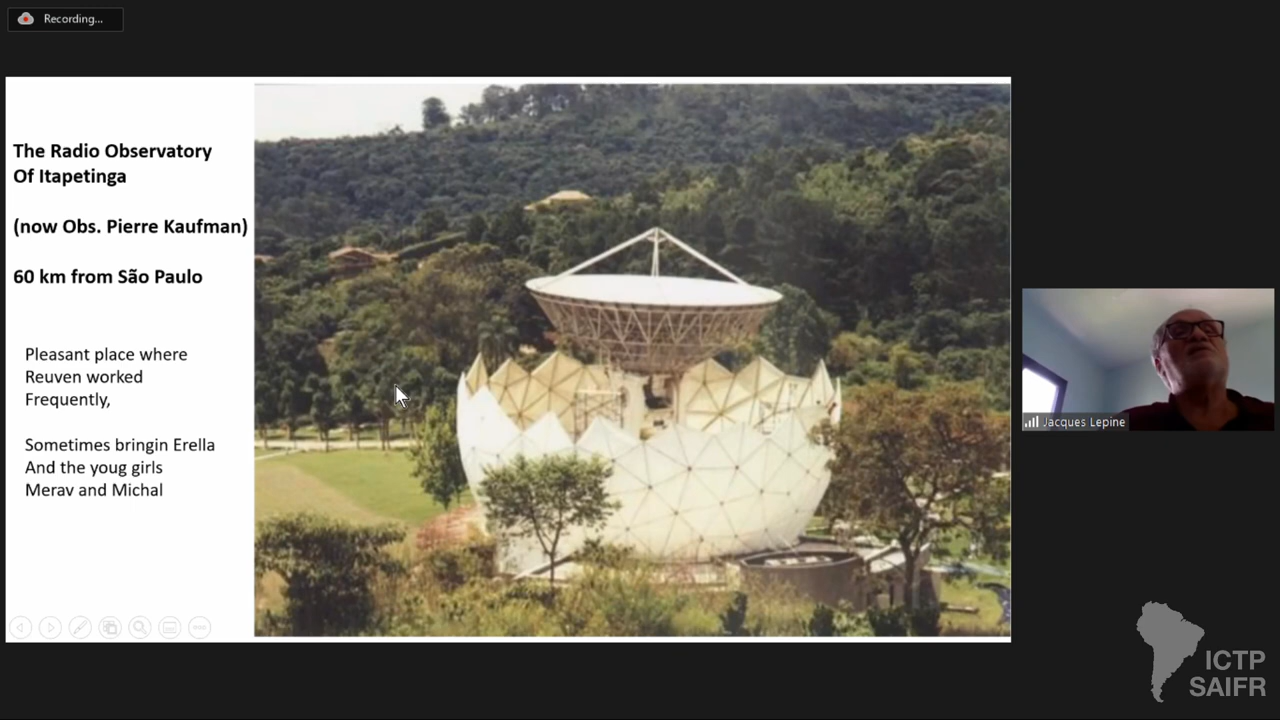 Recording...
The Radio Observatory
Of Itapetinga
(now Obs. Pierre Kaufman)
60 km from São Paulo
Pleasant place where
Reuven worked
Frequently,
Sometimes bringin Erella
And the youg girls
Merav and Michal
Jacques Lepine
ICTP
SAIFR